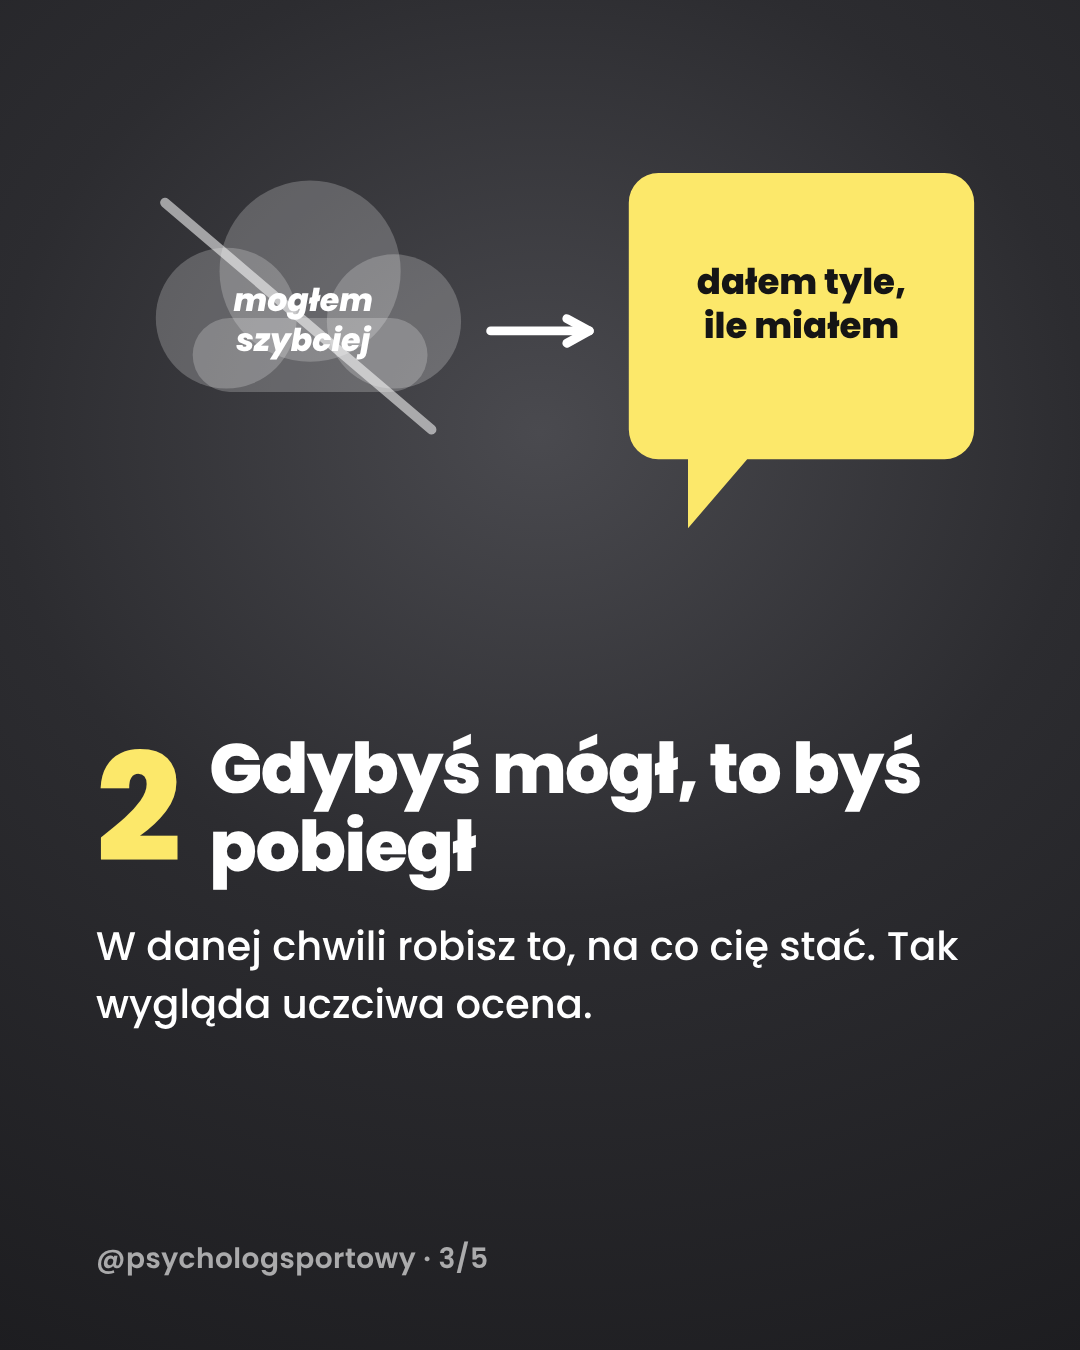 mogłem
szybciej
dałem tyle,
ile miałem
2
Gdybyś mógł, to byś
pobiegł
W danej chwili robisz to, na co cię stać. Tak
wygląda uczciwa ocena.
@psychologsportowy · 3/5